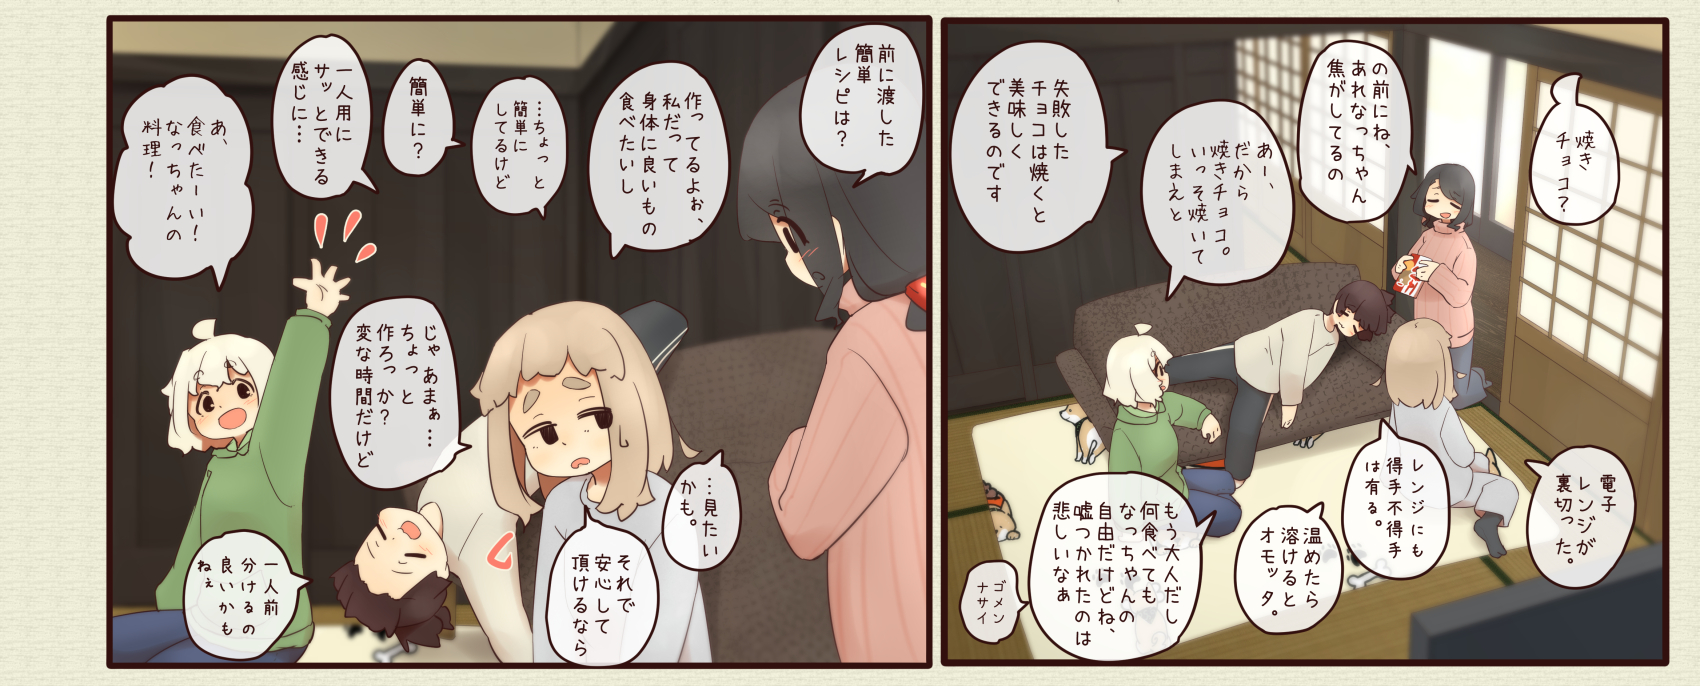 焼き
チョコ？
の前にね、
あれなっちゃん
焦がしてるの
あー、
だから
焼きチョコ。
いっそ焼いて
しまえと
失敗した
チョコは焼くと
美味しく
できるのです
電子
レンジが
裏切った。
レンジにも
得手不得手
は有る。
温めたら
溶けると
オモッタ。
もう大人だし
何食べても
なっちゃんの
自由だけどね、
嘘つかれたのは
悲しいなぁ
ゴメン
ナサイ
前に渡した
簡単
レシピは？
作ってるよぉ、
私だって
身体に良いもの
食べたいし
…ちょっと
簡単に
してるけど
簡単に？
一人用に
サッとできる
感じに…
あ、
食べたーい！
なっちゃんの
料理！
じゃあまぁ…
ちょっと
作ろっか？
変な時間だけど
…見たい
かも。
それで
安心して
頂けるなら
一人前
分けるの
良いかも
ねぇ